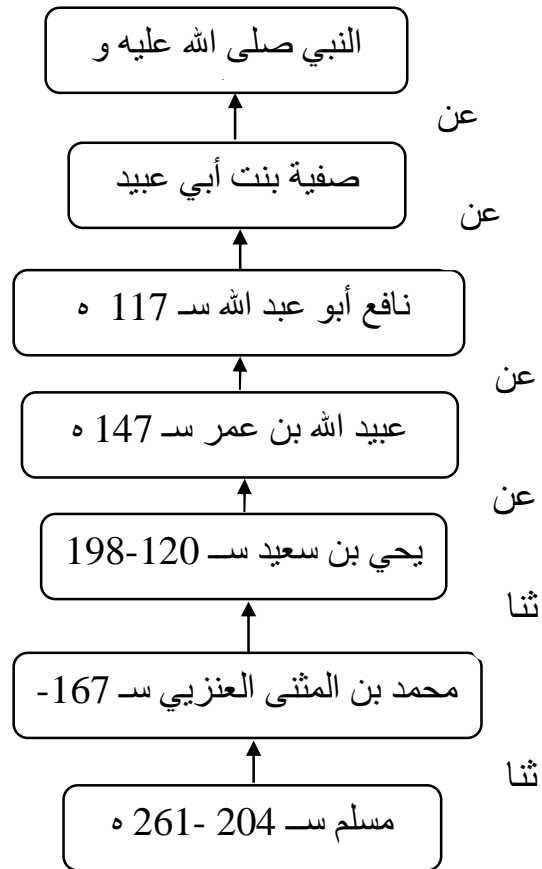 النبي صلى الله عليه و
عن
صفية بنت أبي عبيد
عن
نافع أبو عبد الله سـ 117 ه
عن
عبيد الله بن عمر سـ 147 ه
عن
يحي بن سعيد ســ 120-198
ثنا
محمد بن المثنى العنزيي سـ 167-
ثنا
مسلم ســ 204 -261 ه